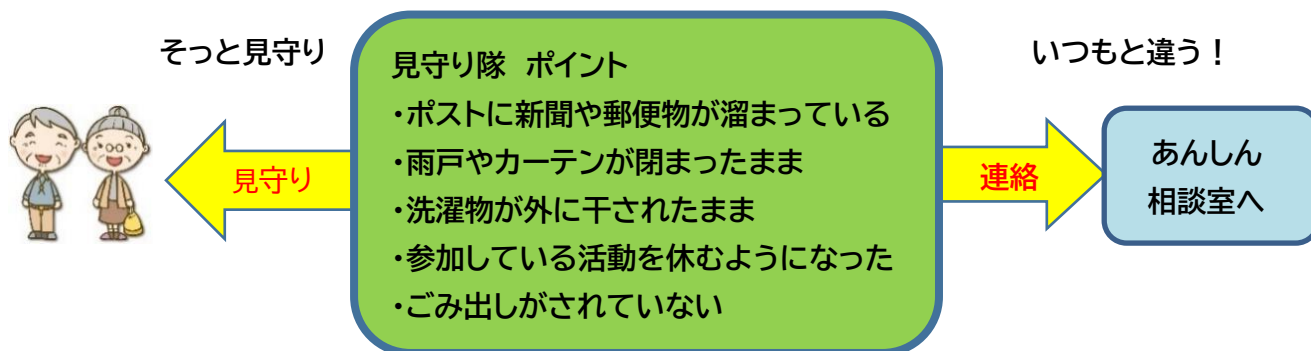 そっと見守り
見守り
見守り隊　ポイント
・ポストに新聞や郵便物が溜まっている
・雨戸やカーテンが閉まったまま
・洗濯物が外に干されたまま
・参加している活動を休むようになった
・ごみ出しがされていない
いつもと違う！
連絡
あんしん
相談室へ